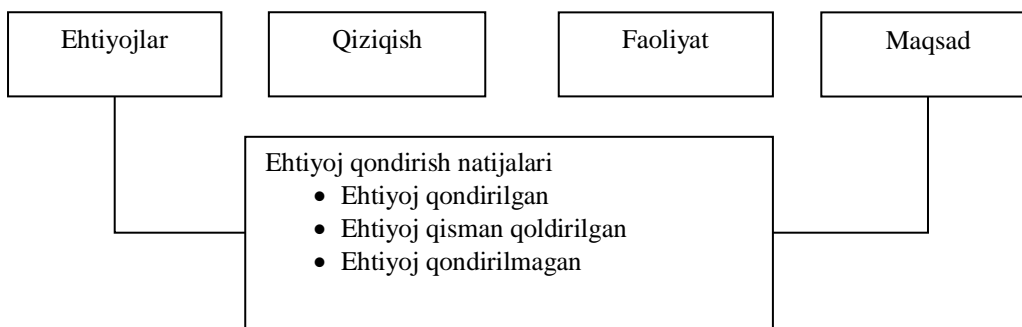 Ehtiyojlar
Qiziqish
Faoliyat
Maqsad
Ehtiyoj qondirish natijalari
• Ehtiyoj qondirilgan
• Ehtiyoj qisman qoldirilgan
• Ehtiyoj qondirilmagan